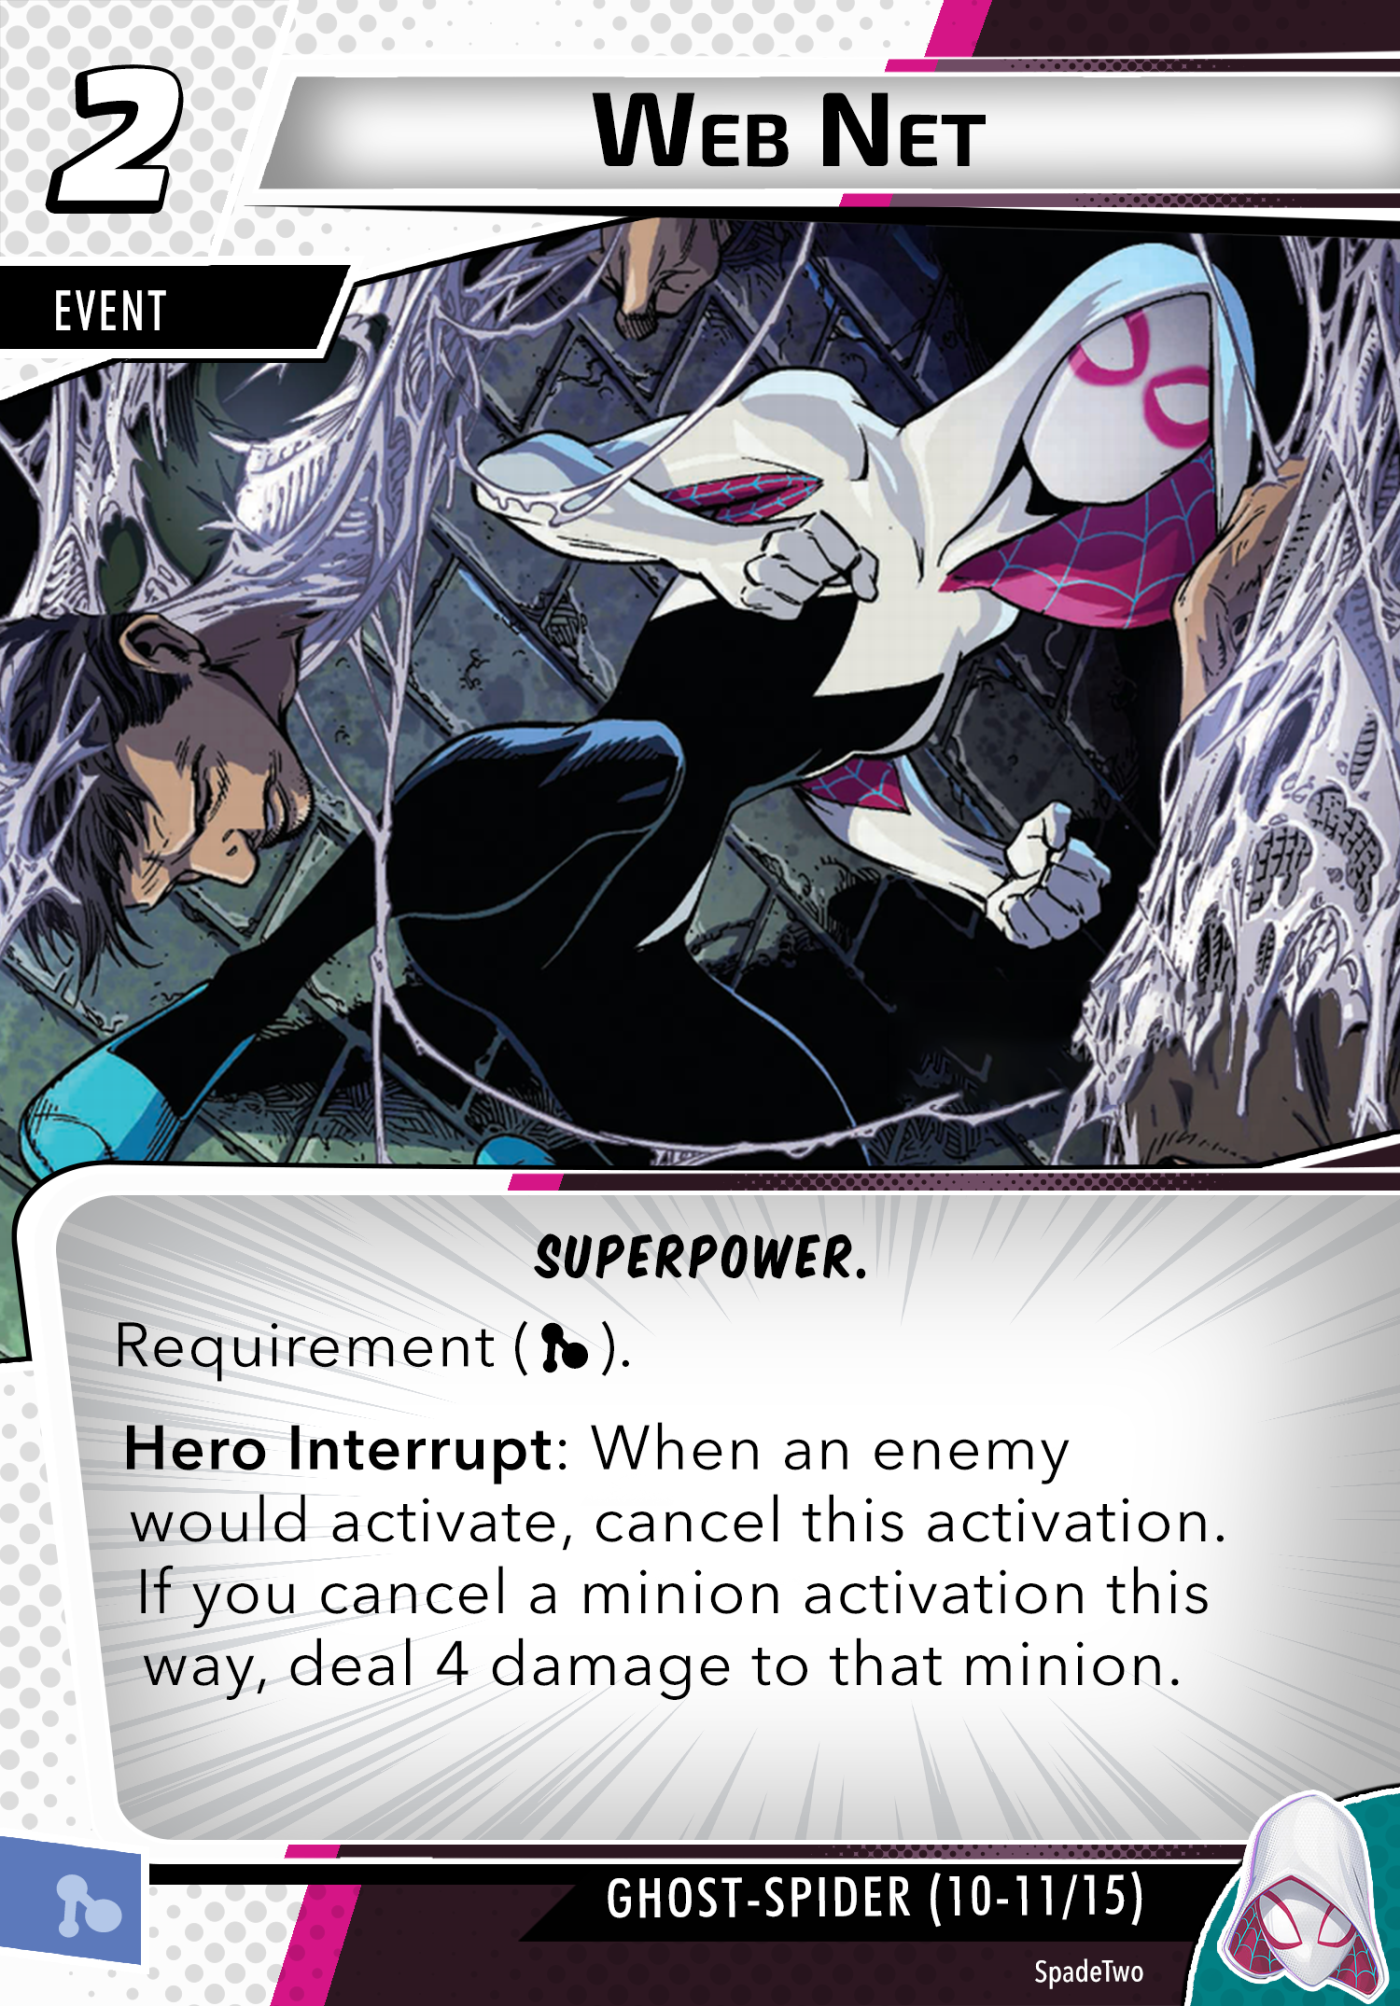 2
WEB NET
EVENT
SUPERPOWER.
Requirement ( ).
Hero Interrupt: When an enemy
would activate, cancel this activation.
If you cancel a minion activation this
way, deal 4 damage to that minion.
GHOST-SPIDER (10-11/15)
SpadeTwo